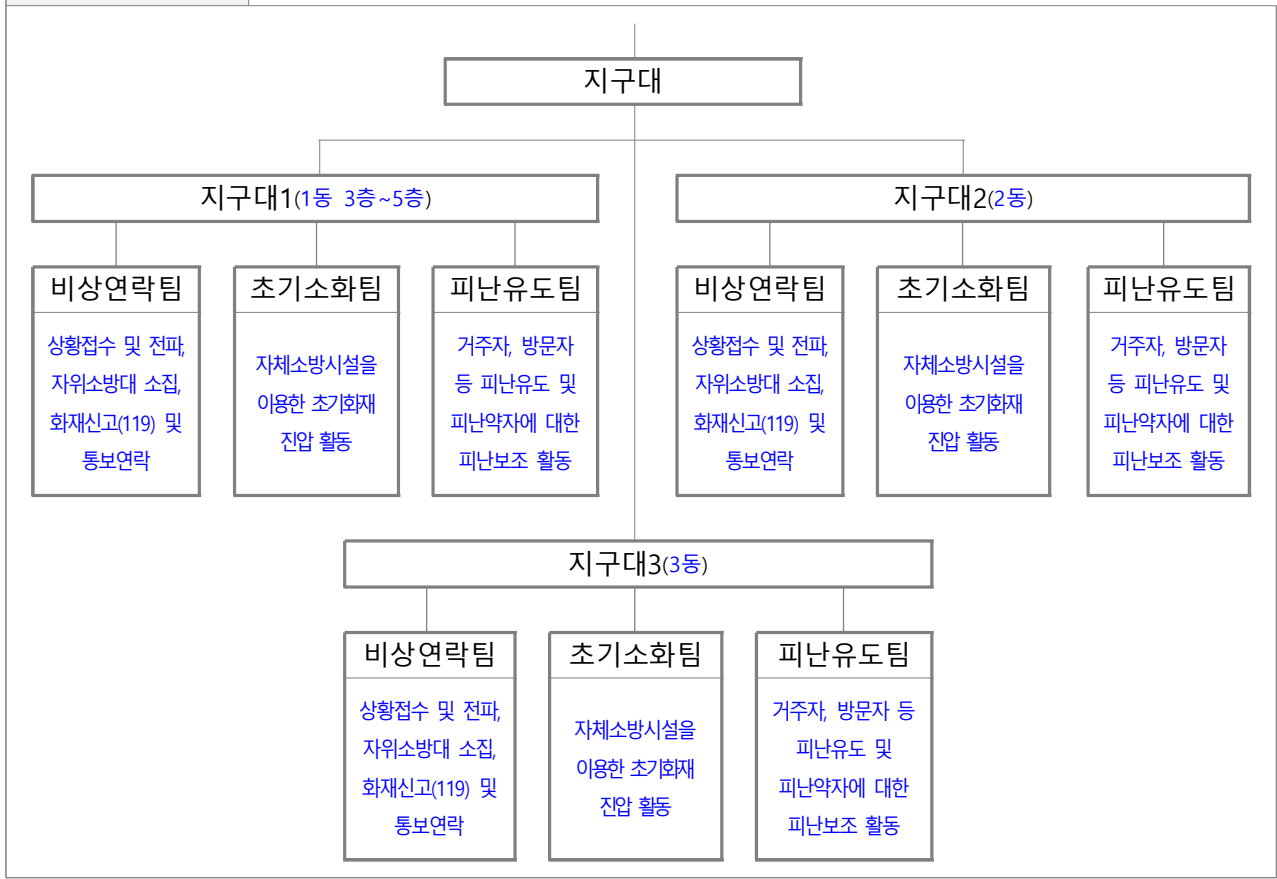 지구대
지구대1(1동 3층~5층)
비상연락팀
상황접수 및 전파,
자위소방대 소집,
화재신고(119) 및
통보연락
초기소화팀
자체소방시설을
이용한 초기화재
진압 활동
피난유도팀
거주자, 방문자
등 피난유도 및
피난약자에 대한
피난보조 활동
지구대2(2동)
비상연락팀
상황접수 및 전파,
자위소방대 소집,
화재신고(119) 및
통보연락
초기소화팀
자체소방시설을
이용한 초기화재
진압 활동
피난유도팀
거주자, 방문자
등 피난유도 및
피난약자에 대한
피난보조 활동
지구대3(3동)
비상연락팀
상황접수 및 전파,
자위소방대 소집,
화재신고(119) 및
통보연락
초기소화팀
자체소방시설을
이용한 초기화재
진압 활동
피난유도팀
거주자, 방문자 등
피난유도 및
피난약자에 대한
피난보조 활동